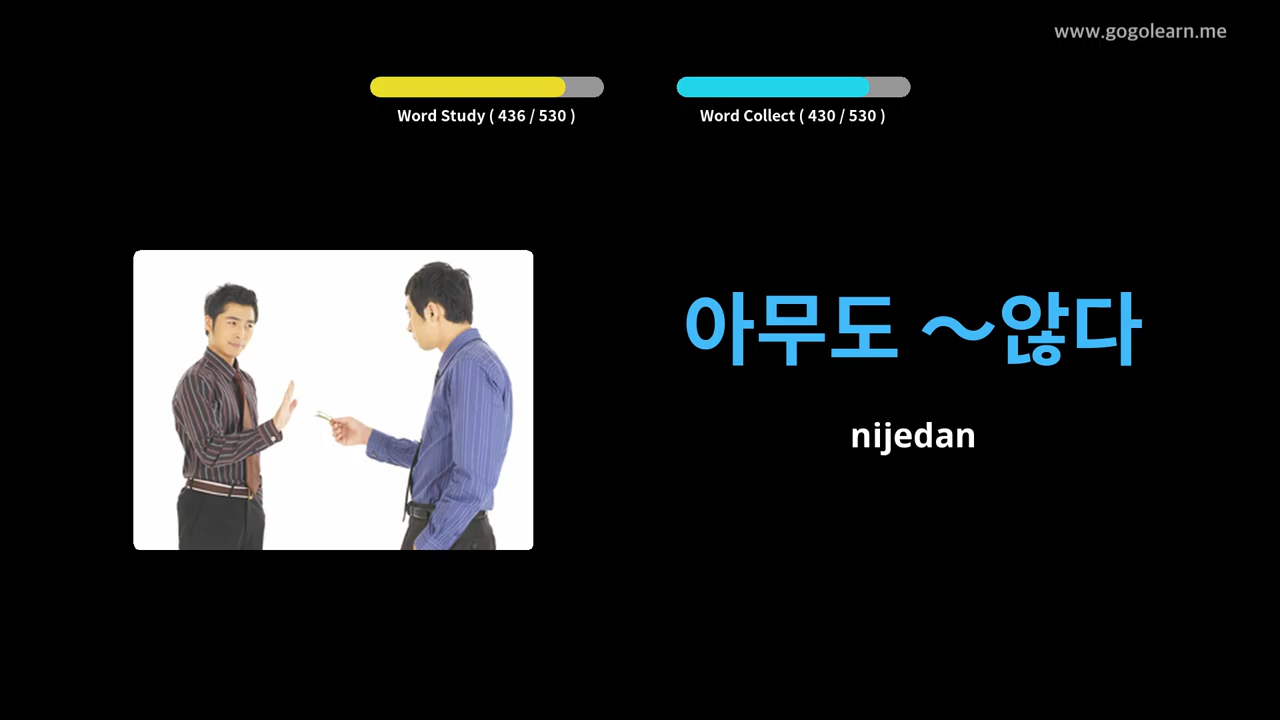 www.gogolearn.me
Word Study ( 436 / 530 )
Word Collect ( 430 / 530 )
아무도 ～않다
nijedan